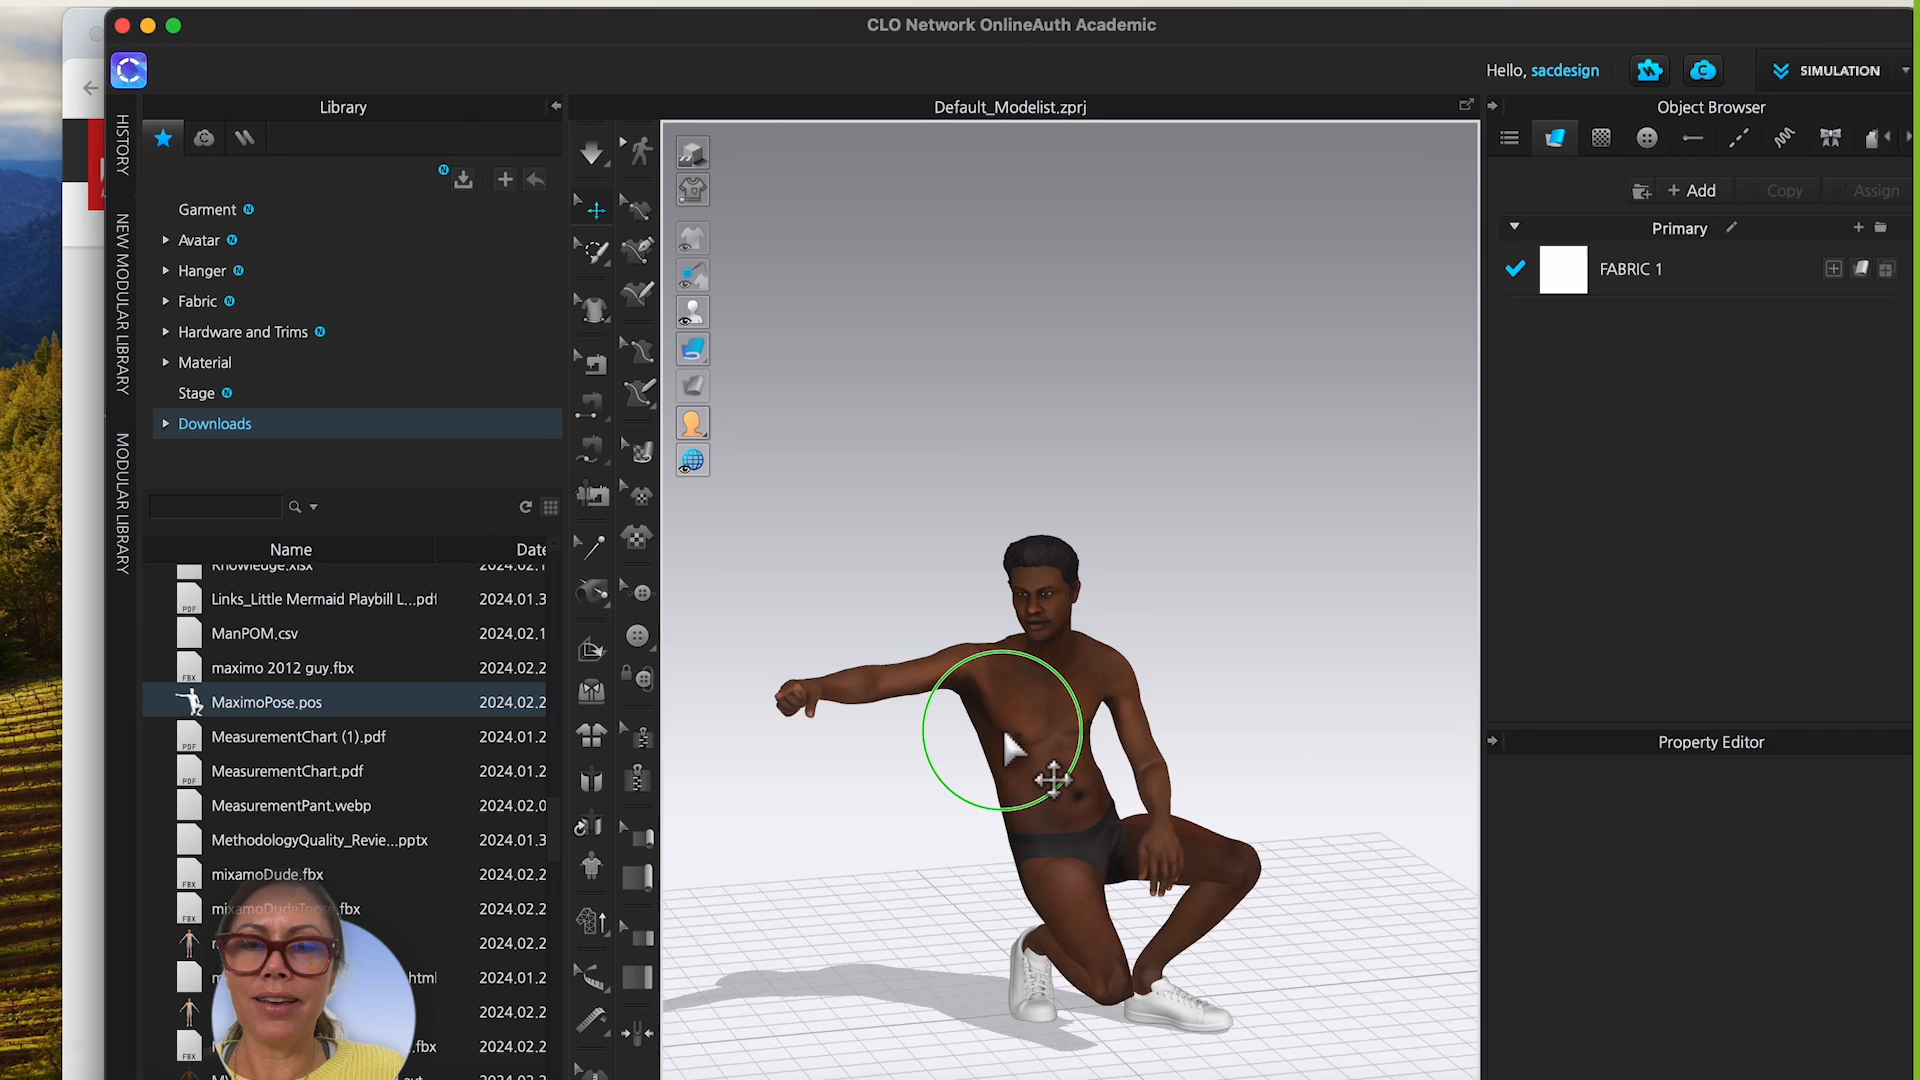 CLO Network OnlineAuth Academic
Hello, sacdesign
SIMULATION
HISTORY
NEW MODULAR LIBRARY
MODULAR LIBRARY
Library
Garment
Avatar
Hanger
Fabric
Hardware and Trims
Material
Stage
Downloads
Name
Date
Knowledge.xlsx
Links_Little Mermaid Playbill L...pdf 2024.01.3
ManPOM.csv 2024.02.1
maximo 2012 guy.fbx 2024.02.2
MaximoPose.pos 2024.02.2
MeasurementChart (1).pdf 2024.01.2
MeasurementChart.pdf 2024.01.2
MeasurementPant.webp 2024.02.0
MethodologyQuality_Revie...pptx 2024.01.3
mixamoDude.fbx 2024.02.2
2024.02.2
2024.02.2
html 2024.01.2
2024.02.2
.fbx 2024.02.2
Default_Modelist.zprj
Object Browser
+ Add
Copy
Assign
Primary
FABRIC 1
Property Editor